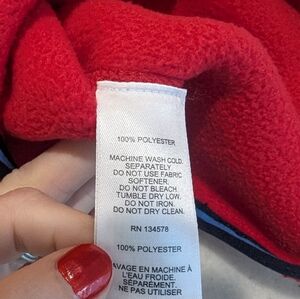 100% POLYESTER
MACHINE WASH COLD.
SEPARATELY
DO NOT USE FABRIC
SOFTENER.
DO NOT BLEACH
TUMBLE DRY LOW.
DO NOT IRON.
DO NOT DRY CLEAN.
RN 134578
100% POLYESTER
AVAGE EN MACHINE À
L'EAU FROIDE.
SÉPARÉMENT.
NE PAS UTILISER